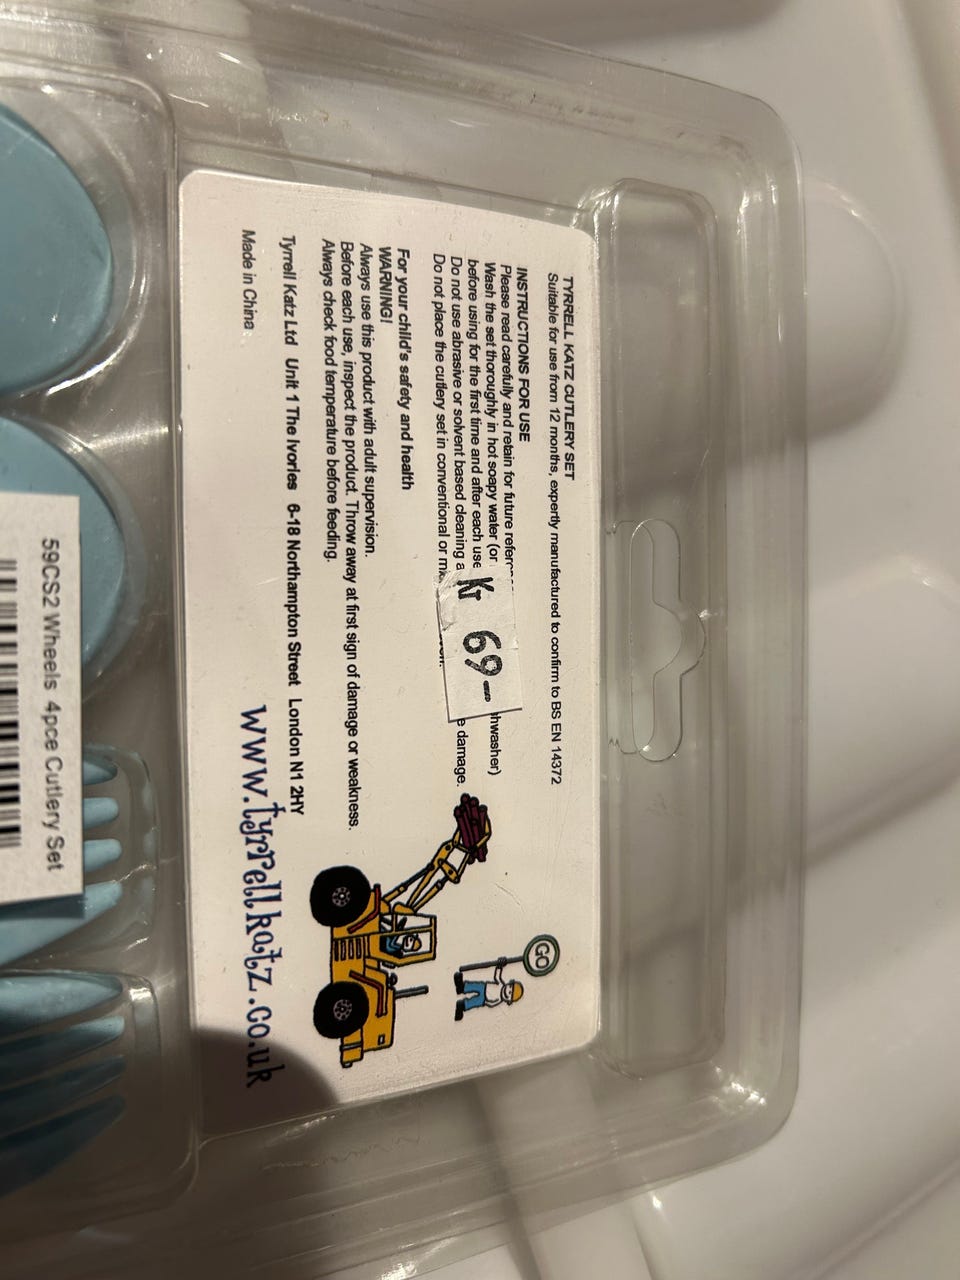 TYRRELL KATZ CUTLERY SET
Suitable for use from 12 months, expertly manufactured to confirm to BS EN 14372
INSTRUCTIONS FOR USE
Please read carefully and retain for future
Wash the set thoroughly in hot soapy water (or hwasher)
before using for the first time and after each use
Do not use abrasive or solvent based cleaning a e damage.
Do not place the cutlery set in conventional or
Kr 69-
For your child's safety and health
WARNING!
Always use this product with adult supervision.
Before each use, inspect the product. Throw away at first sign of damage or weakness.
Always check food temperature before feeding.
Tyrrell Katz Ltd Unit 1 The Ivories 6-18 Northampton Street London N1 2HY
Made in China
www.tyrrellkatz.co.uk
GO
59CS2 Wheels 4pce Cutlery Set